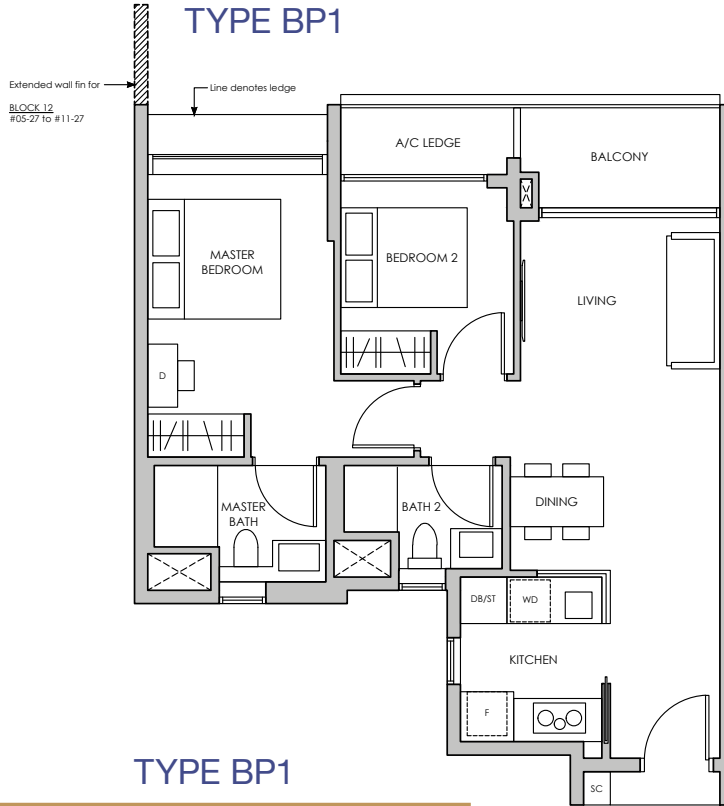 TYPE BP1
Extended wall fin for
BLOCK 12
#05-27 to #11-27
Line denotes ledge
A/C LEDGE
BALCONY
MASTER
BEDROOM
BEDROOM 2
LIVING
D
MASTER
BATH
BATH 2
DINING
DB/ST
WD
KITCHEN
F
TYPE BP1
SC